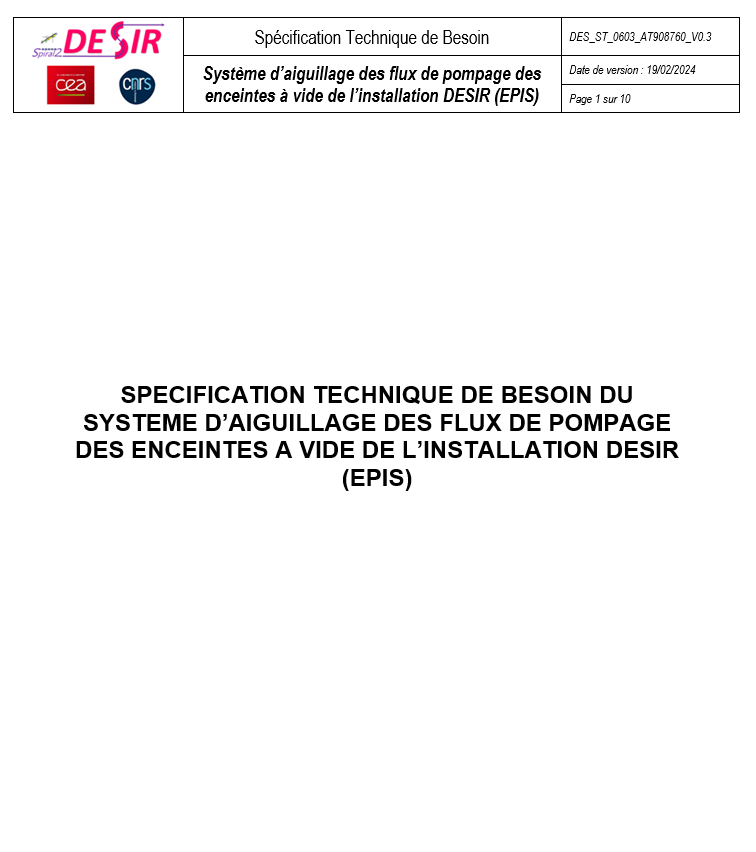 Spiral2
DESIR
cea
cnrs
Spécification Technique de Besoin
Système d’aiguillage des flux de pompage des
enceintes à vide de l’installation DESIR (EPIS)
DES_ST_0603_AT908760_V0.3
Date de version : 19/02/2024
Page 1 sur 10
SPECIFICATION TECHNIQUE DE BESOIN DU
SYSTEME D’AIGUILLAGE DES FLUX DE POMPAGE
DES ENCEINTES A VIDE DE L’INSTALLATION DESIR
(EPIS)